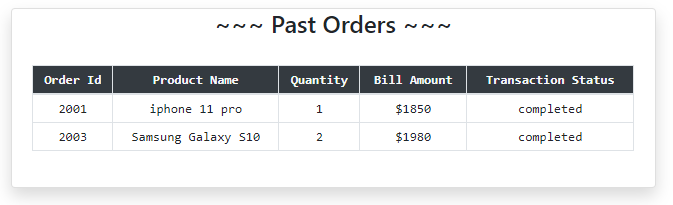 ~~~ Past Orders ~~~
Order Id Product Name Quantity Bill Amount Transaction Status
2001 iphone 11 pro 1 $1850 completed
2003 Samsung Galaxy S10 2 $1980 completed